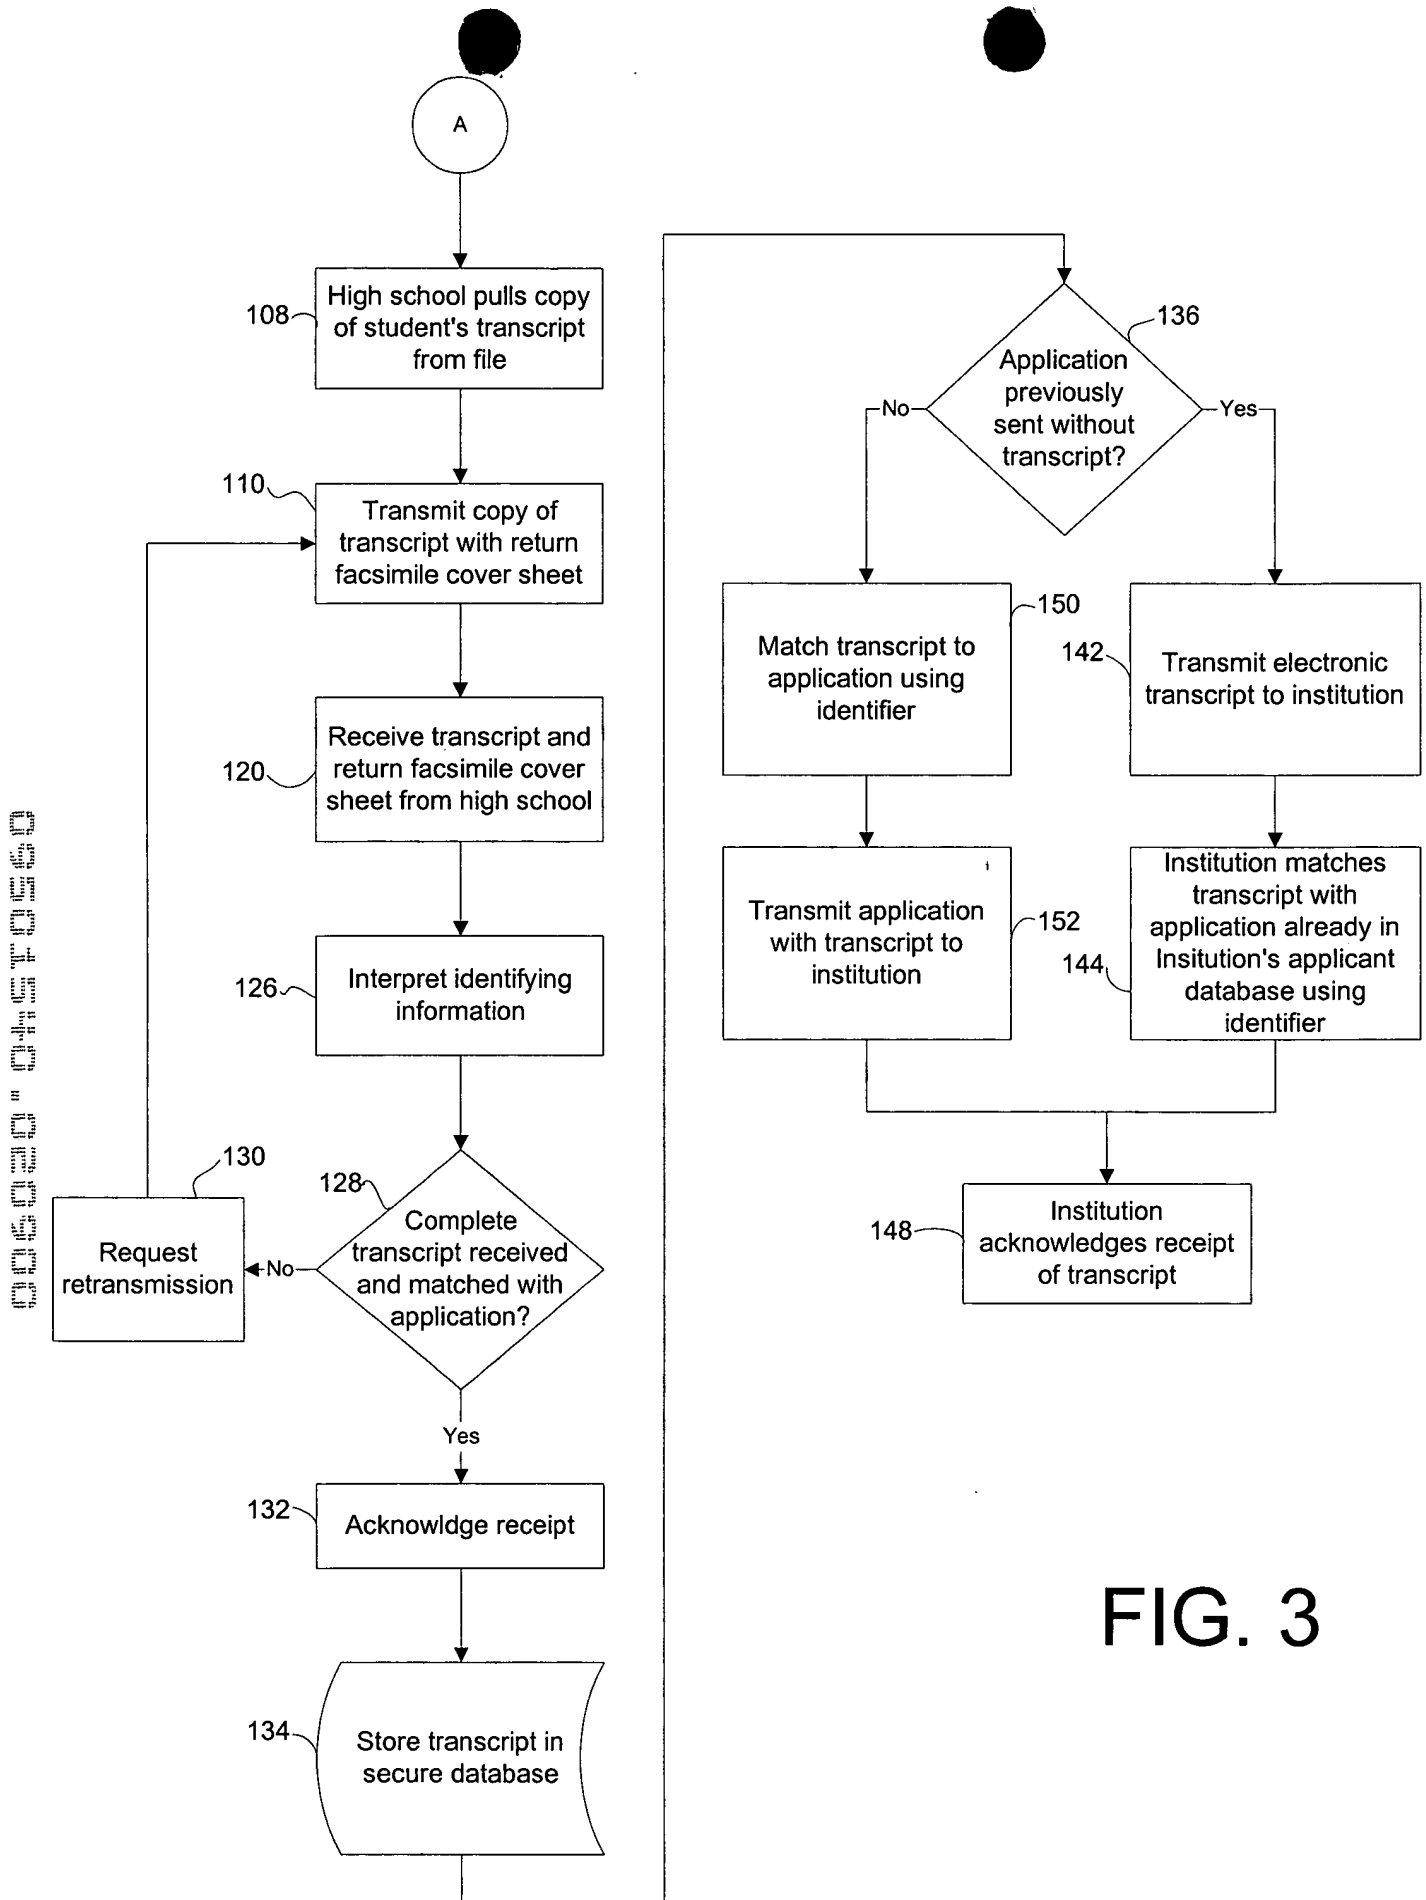 A
108
High school pulls copy
of student's transcript
from file
110
Transmit copy of
transcript with return
facsimile cover sheet
120
Receive transcript and
return facsimile cover
sheet from high school
126
Interpret identifying
information
128
Complete
transcript received
and matched with
application?
No
130
Request
retransmission
Yes
132
Acknowldge receipt
134
Store transcript in
secure database
136
Application
previously
sent without
transcript?
No
Yes
150
Match transcript to
application using
identifier
142
Transmit electronic
transcript to institution
152
Transmit application
with transcript to
institution
144
Institution matches
transcript with
application already in
Insitution's applicant
database using
identifier
148
Institution
acknowledges receipt
of transcript
FIG. 3